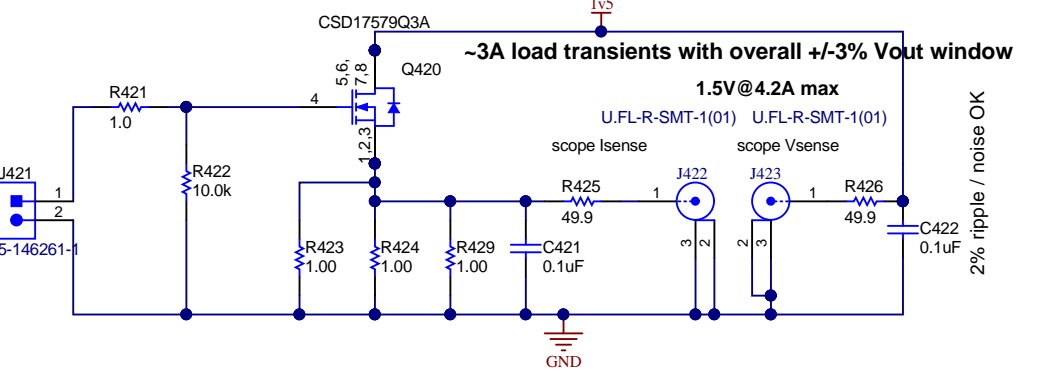 1v5
CSD17579Q3A
~3A load transients with overall +/-3% Vout window
5,6,
7,8
Q420
1.5V@4.2A max
R421
1.0
4
U.FL-R-SMT-1(01)
U.FL-R-SMT-1(01)
2% ripple / noise OK
1,2,3
scope Isense
scope Vsense
J421
1
2
5-146261-1
R422
10.0k
R425
49.9
1
J422
3
2
J423
2
3
1
R426
49.9
C422
0.1uF
R423
1.00
R424
1.00
R429
1.00
C421
0.1uF
GND